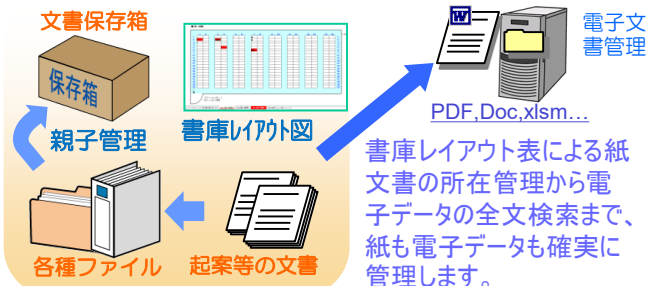 文書保存箱
保存箱
親子管理
書庫レイアウト図
各種ファイル
起案等の文書
W
電子文
書管理
PDF,Doc,xlsm…
書庫レイアウト表による紙
文書の所在管理から電
子データの全文検索まで、
紙も電子データも確実に
管理します。